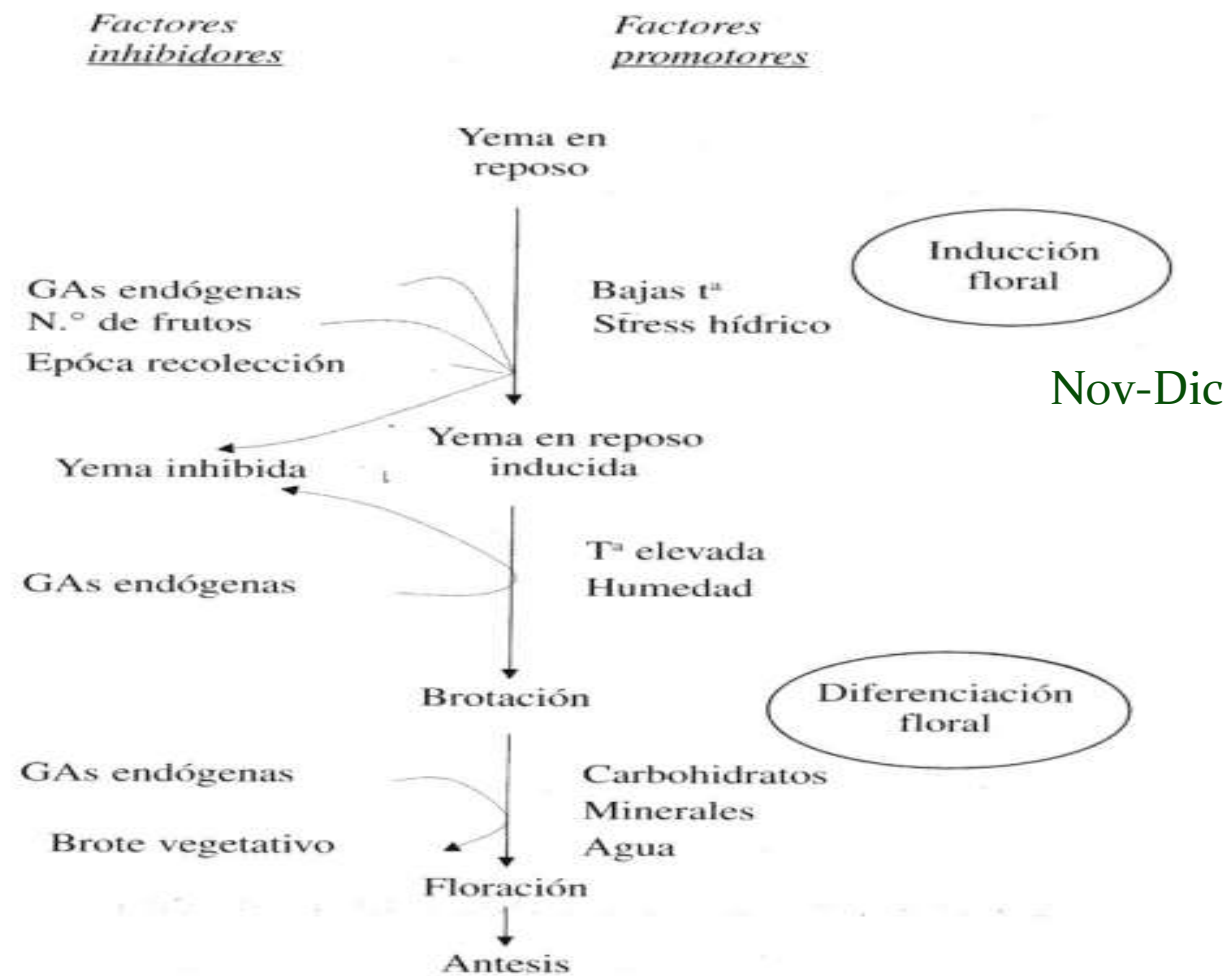 Factores
inhibidores
Factores
promotores
Yema en
reposo
Inducción
floral
GAs endógenas
N.° de frutos
Epóca recolección
Bajas tª
Stress hídrico
Nov-Dic
Yema inhibida
Yema en reposo
inducida
Tª elevada
Humedad
GAs endógenas
Brotación
Diferenciación
floral
GAs endógenas
Carbohidratos
Minerales
Agua
Brote vegetativo
Floración
Antesis